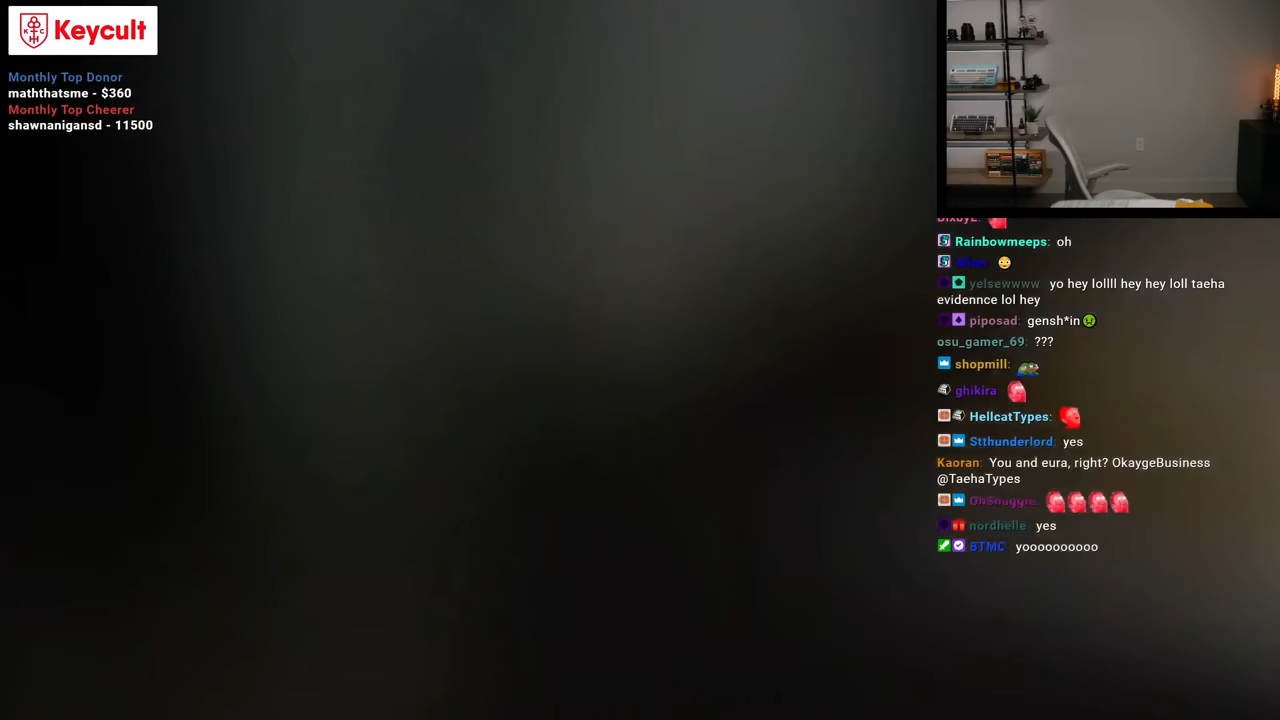 Keycult
Monthly Top Donor
maththatsme - $360
Monthly Top Cheerer
shawnanigansd - 11500
Rainbowmeeps: oh
yelsewwww yo hey lollll hey hey loll taeha
evidennce lol hey
piposad: gensh*in
osu_gamer_69: ???
shopmill:
ghikira:
HellcatTypes:
Stthunderlord: yes
Kaoran: You and eura, right? OkaygeBusiness
@TaehaTypes
nordhelle yes
BTMC yoooooooooo